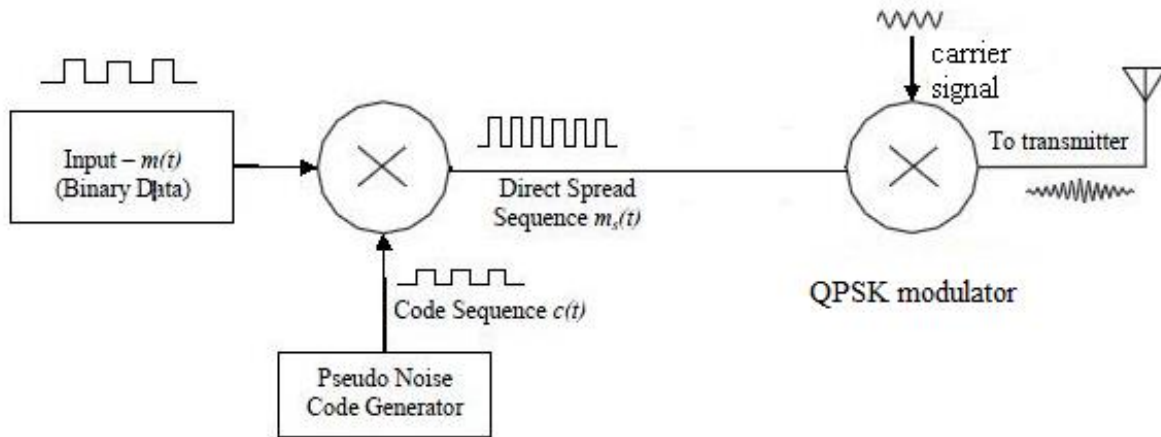 carrier
signal
Input – m(t)
(Binary Data)
To transmitter
Direct Spread
Sequence mₛ(t)
QPSK modulator
Code Sequence c(t)
Pseudo Noise
Code Generator